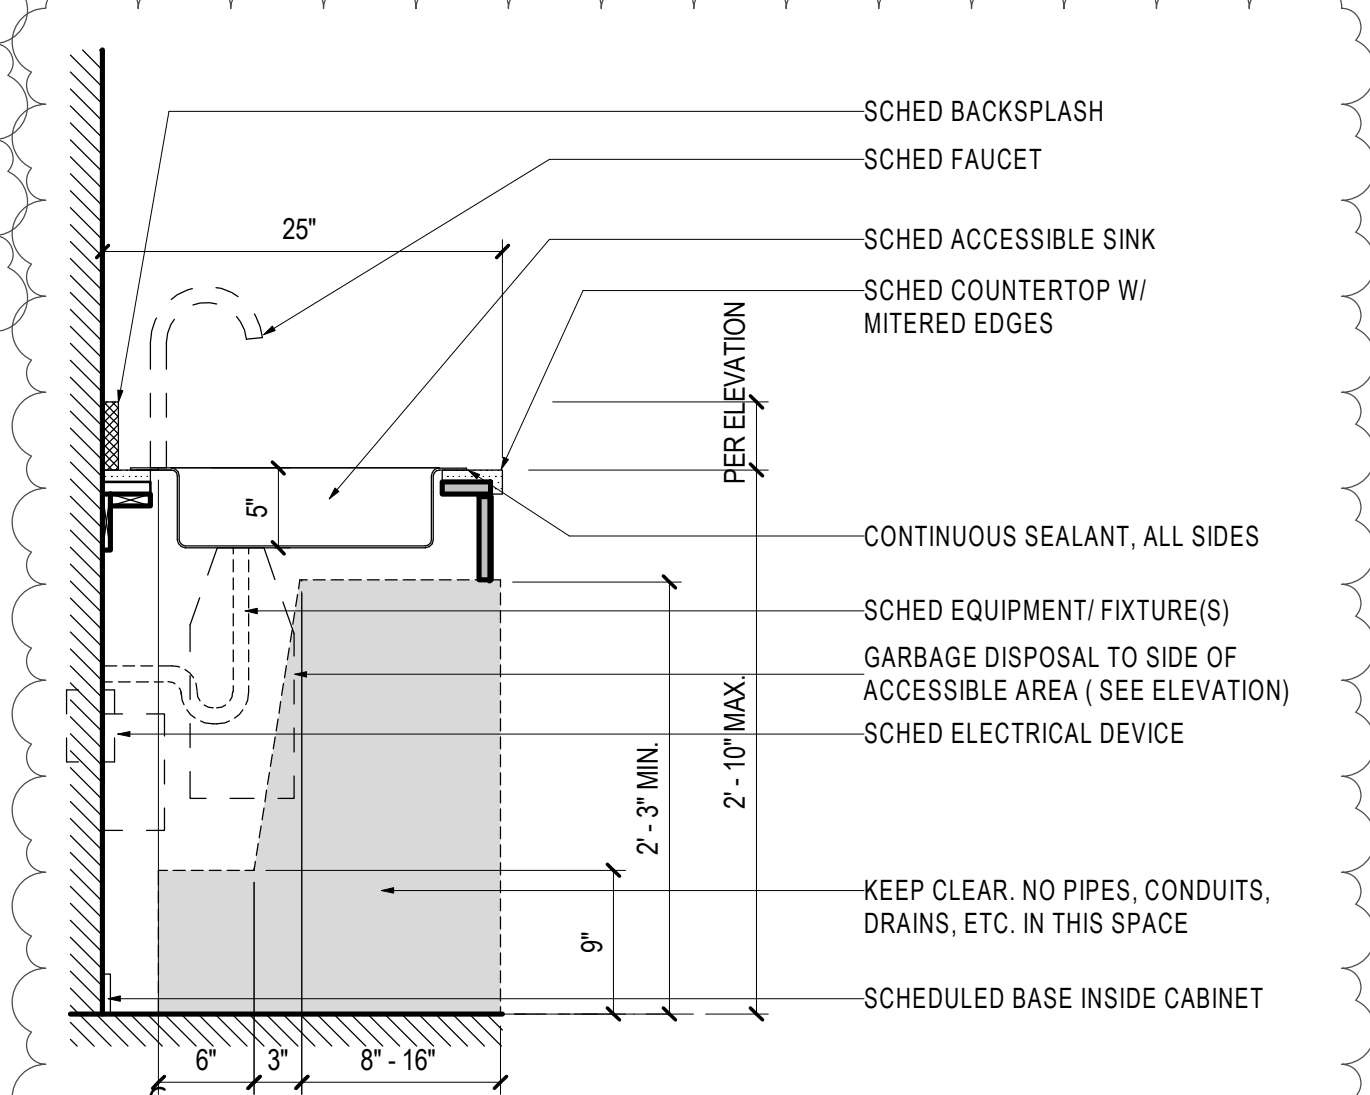 SCHED BACKSPLASH
SCHED FAUCET
25"
SCHED ACCESSIBLE SINK
SCHED COUNTERTOP W/
MITERED EDGES
PER ELEVATION
5"
CONTINUOUS SEALANT, ALL SIDES
SCHED EQUIPMENT/ FIXTURE(S)
GARBAGE DISPOSAL TO SIDE OF
ACCESSIBLE AREA ( SEE ELEVATION)
SCHED ELECTRICAL DEVICE
2' - 10" MAX.
2' - 3" MIN.
KEEP CLEAR. NO PIPES, CONDUITS,
DRAINS, ETC. IN THIS SPACE
9"
SCHEDULED BASE INSIDE CABINET
6"
3"
8" - 16"